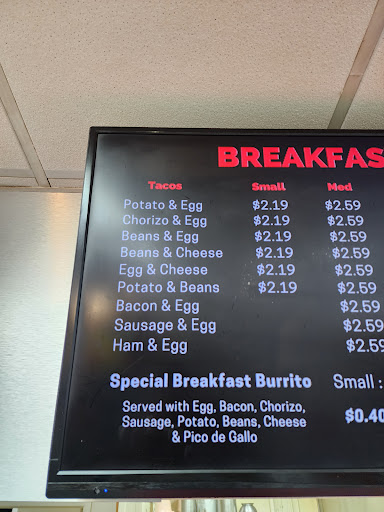 BREAKFAS
Tacos Small Med
Potato & Egg $2.19 $2.59
Chorizo & Egg $2.19 $2.59
Beans & Egg $2.19 $2.59
Beans & Cheese $2.19 $2.59
Egg & Cheese $2.19 $2.59
Potato & Beans $2.19 $2.59
Bacon & Egg $2.59
Sausage & Egg $2.59
Ham & Egg $2.59
Special Breakfast Burrito Small :
Served with Egg, Bacon, Chorizo,
Sausage, Potato, Beans, Cheese $0.40
& Pico de Gallo